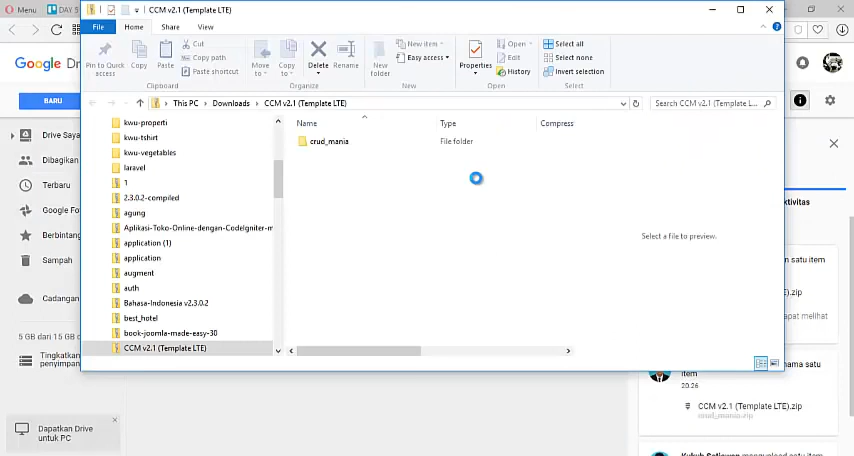 Menu
DAY 5
CCM v2.1 (Template LTE)
File
Home
Share
View
Pin to Quick access
Copy
Paste
Cut
Copy path
Paste shortcut
Clipboard
Move to
Copy to
Delete
Rename
Organize
New folder
New item
Easy access
New
Properties
Open
Edit
History
Open
Select all
Select none
Invert selection
Select
Google Dr
This PC
Downloads
CCM v2.1 (Template LTE)
Search CCM v2.1 (Template L...
BARU
Drive Saya
Dibagikan
Terbaru
Google Fot
Berbintang
Sampah
Cadangan
5 GB dari 15 G
Tingkatkan
penyimpan
Dapatkan Drive
untuk PC
kwu-properti
kwu-tshirt
kwu-vegetables
laravel
1
2.3.0.2-compiled
agung
Aplikasi-Toko-Online-dengan-CodeIgniter-m
application (1)
application
augment
auth
Bahasa-Indonesia v2.3.0.2
best_hotel
book-joomla-made-easy-30
CCM v2.1 (Template LTE)
Name
Type
Compress
crud_mania
File folder
Select a file to preview.
ktivitas
n satu item
).zip
apat melihat
nama satu
item
20.26
CCM v2.1 (Template LTE).zip
crud_mania.zip
Kukuh Setiawan mengupload satu item